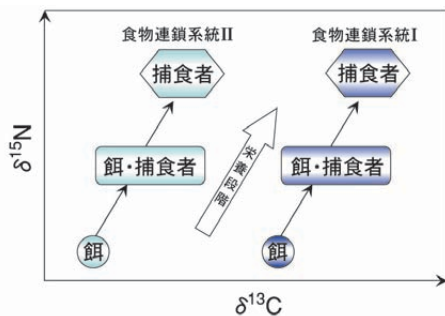 食物連鎖系統II
食物連鎖系統I
捕食者
捕食者
餌・捕食者
餌・捕食者
栄養段階
餌
餌
δ¹⁵N
δ¹³C